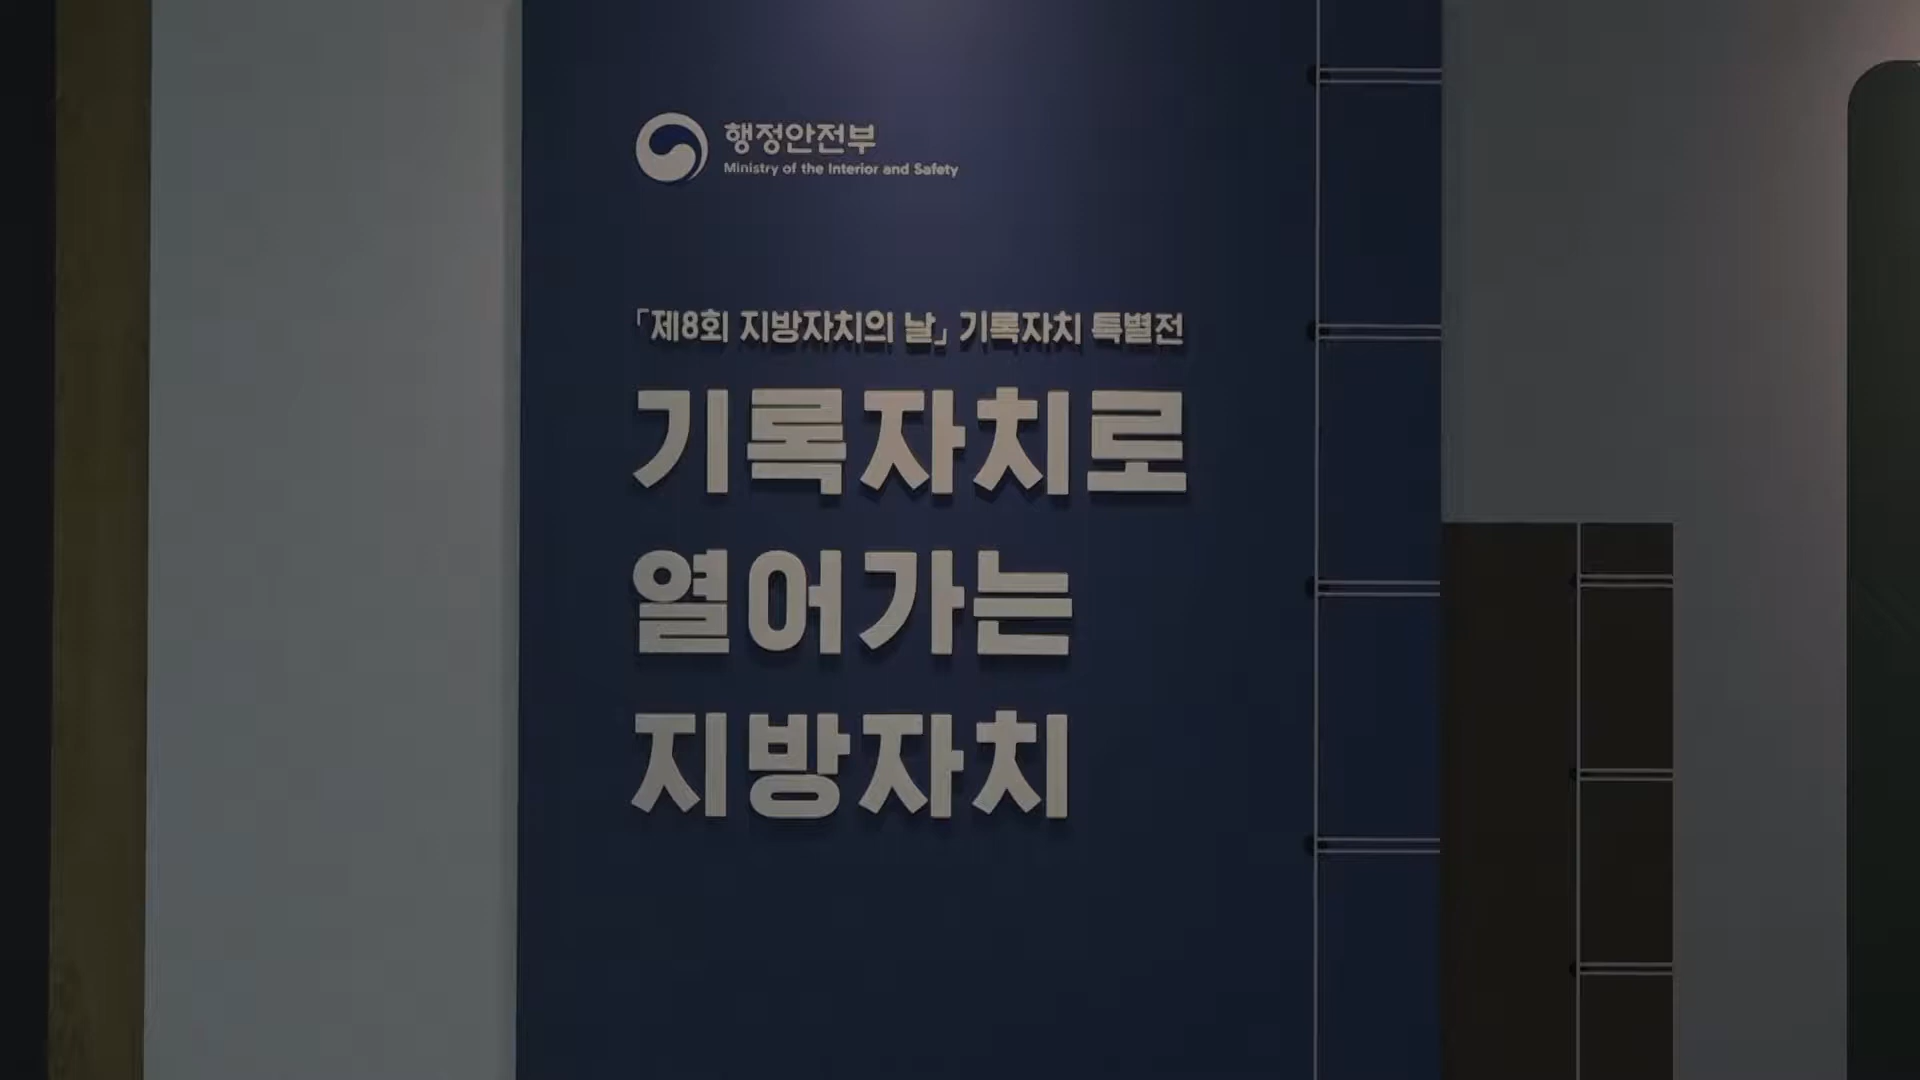 행정안전부
Ministry of the Interior and Safety
「제8회 지방자치의 날」 기록자치 특별전
기록자치로
열어가는
지방자치